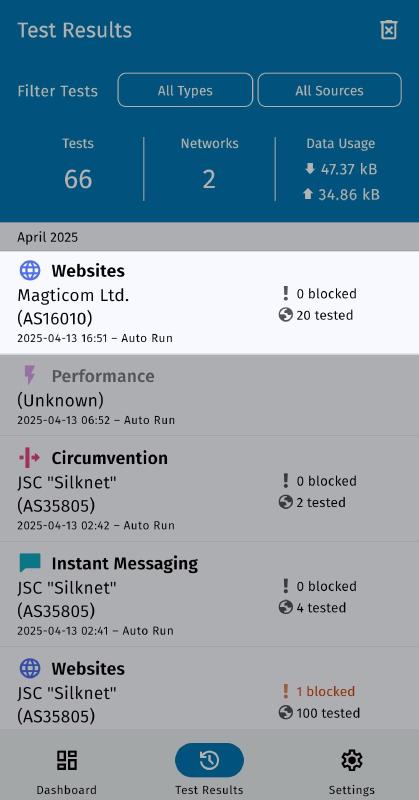 Test Results
Filter Tests
All Types
All Sources
Tests
66
Networks
2
Data Usage
47.37 kB
34.86 kB
April 2025
Websites
Magticom Ltd.
(AS16010)
2025-04-13 16:51 – Auto Run
0 blocked
20 tested
Performance
(Unknown)
2025-04-13 06:52 – Auto Run
Circumvention
JSC "Silknet"
(AS35805)
2025-04-13 02:42 – Auto Run
0 blocked
2 tested
Instant Messaging
JSC "Silknet"
(AS35805)
2025-04-13 02:41 – Auto Run
0 blocked
4 tested
Websites
JSC "Silknet"
(AS35805)
1 blocked
100 tested
Dashboard
Test Results
Settings